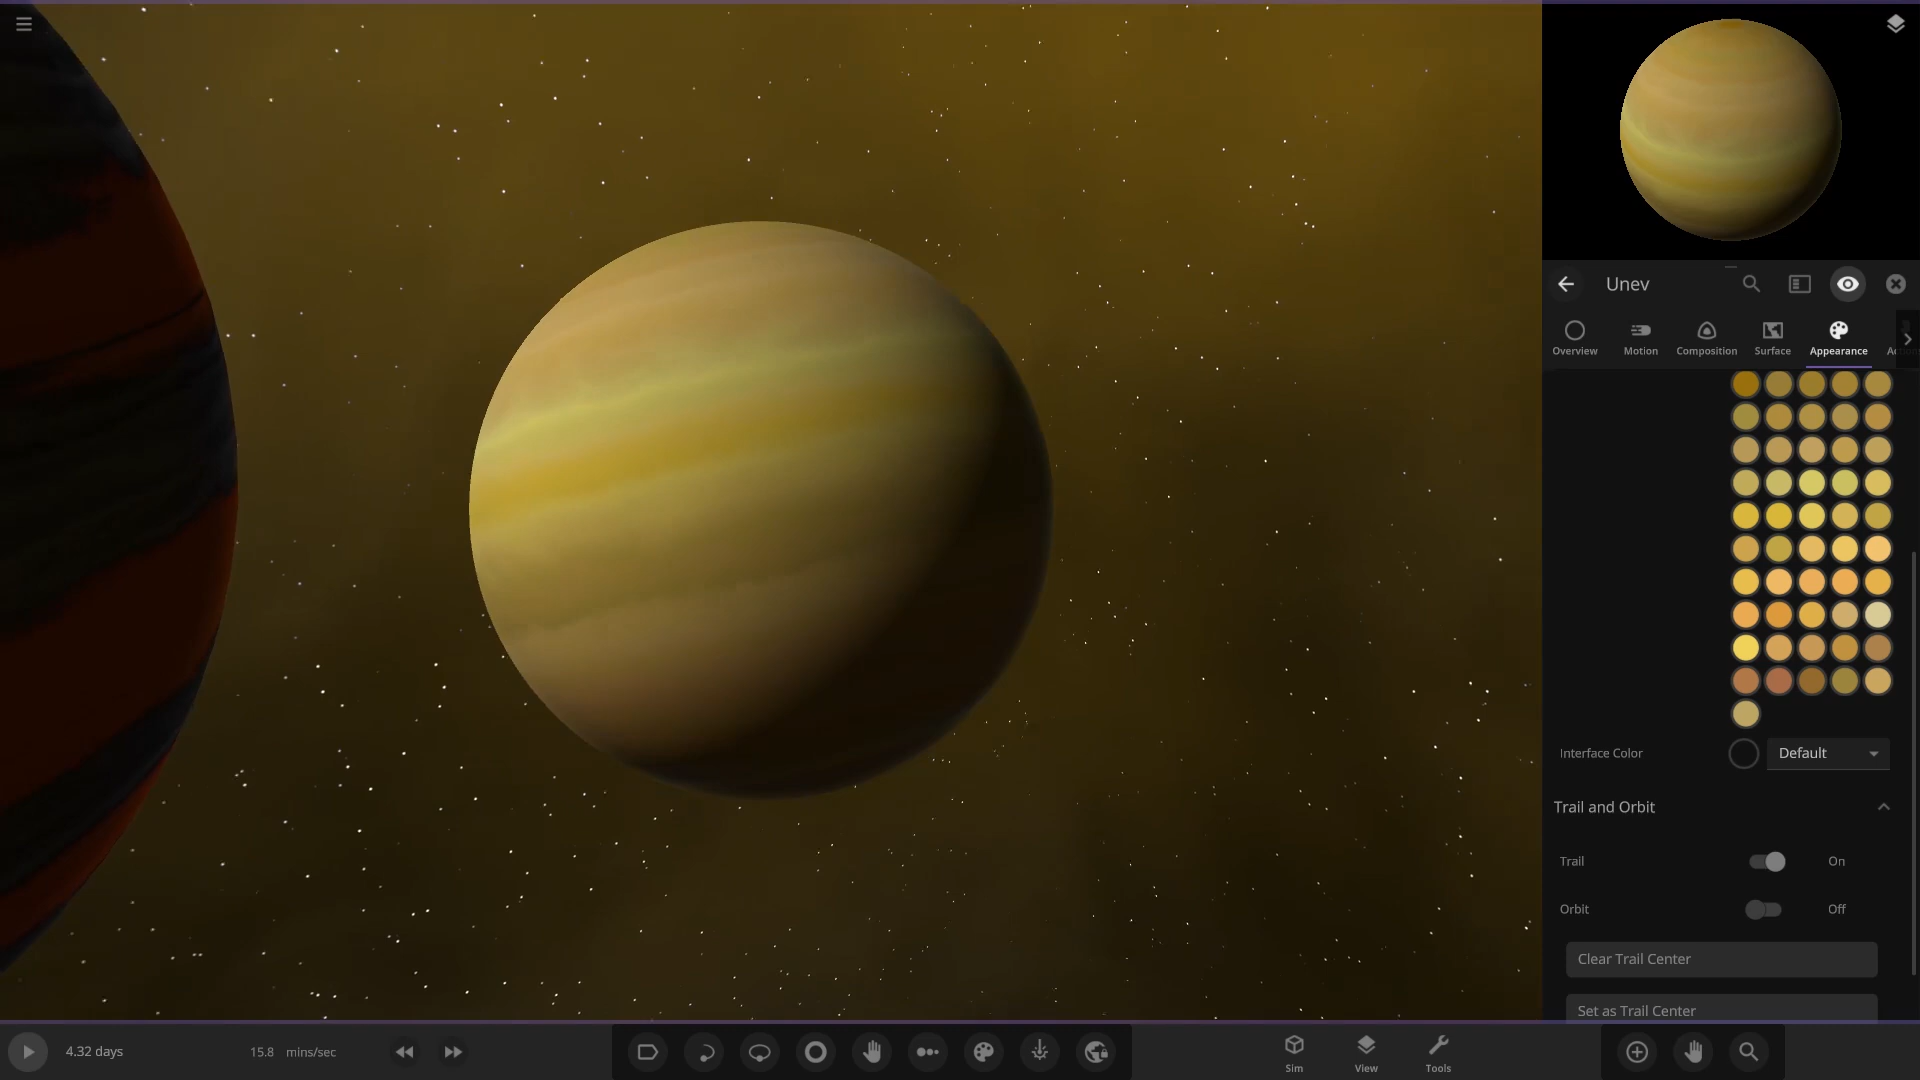 Unev
Overview
Motion
Composition
Surface
Appearance
Interface Color
Default
Trail and Orbit
Trail
On
Orbit
Off
Clear Trail Center
Set as Trail Center
4.32 days
15.8 mins/sec
Sim
View
Tools